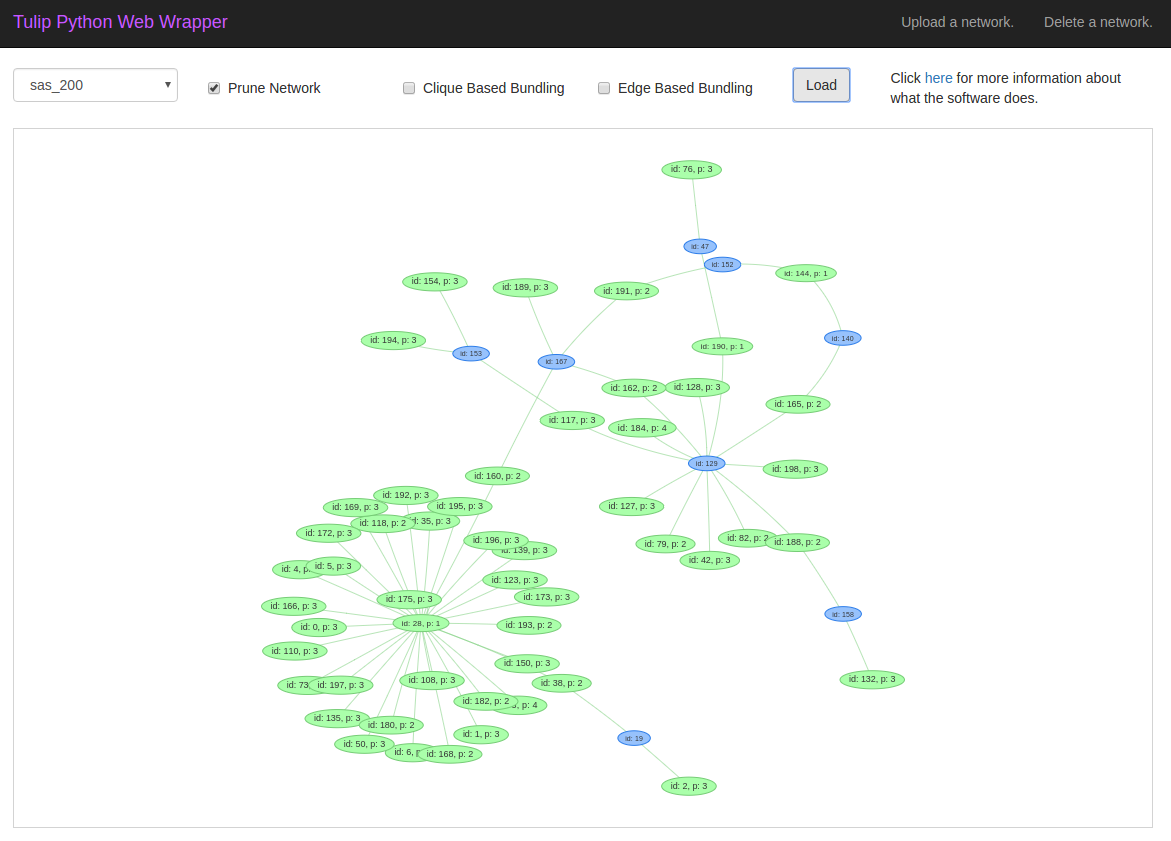 Tulip Python Web Wrapper
Upload a network.
Delete a network.
sas_200
Prune Network
Clique Based Bundling
Edge Based Bundling
Load
Click here for more information about
what the software does.
id: 76, p: 3
id: 47
id: 152
id: 144, p: 1
id: 154, p: 3
id: 189, p: 3
id: 191, p: 2
id: 194, p: 3
id: 153
id: 167
id: 190, p: 1
id: 140
id: 162, p: 2
id: 128, p: 3
id: 165, p: 2
id: 117, p: 3
id: 184, p: 4
id: 129
id: 198, p: 3
id: 160, p: 2
id: 192, p: 3
id: 169, p: 3
id: 195, p: 3
id: 127, p: 3
id: 118, p: 2
id: 35, p: 3
id: 172, p: 3
id: 196, p: 3
id: 139, p: 3
id: 79, p: 2
id: 82, p: 2
id: 188, p: 2
id: 42, p: 3
id: 4, p:
id: 5, p: 3
id: 123, p: 3
id: 175, p: 3
id: 173, p: 3
id: 166, p: 3
id: 0, p: 3
id: 28, p: 1
id: 193, p: 2
id: 158
id: 110, p: 3
id: 150, p: 3
id: 73
id: 197, p: 3
id: 108, p: 3
id: 38, p: 2
id: 132, p: 3
id: 182, p: 2
p: 4
id: 135, p: 3
id: 180, p: 2
id: 1, p: 3
id: 19
id: 50, p: 3
id: 6,
id: 168, p: 2
id: 2, p: 3